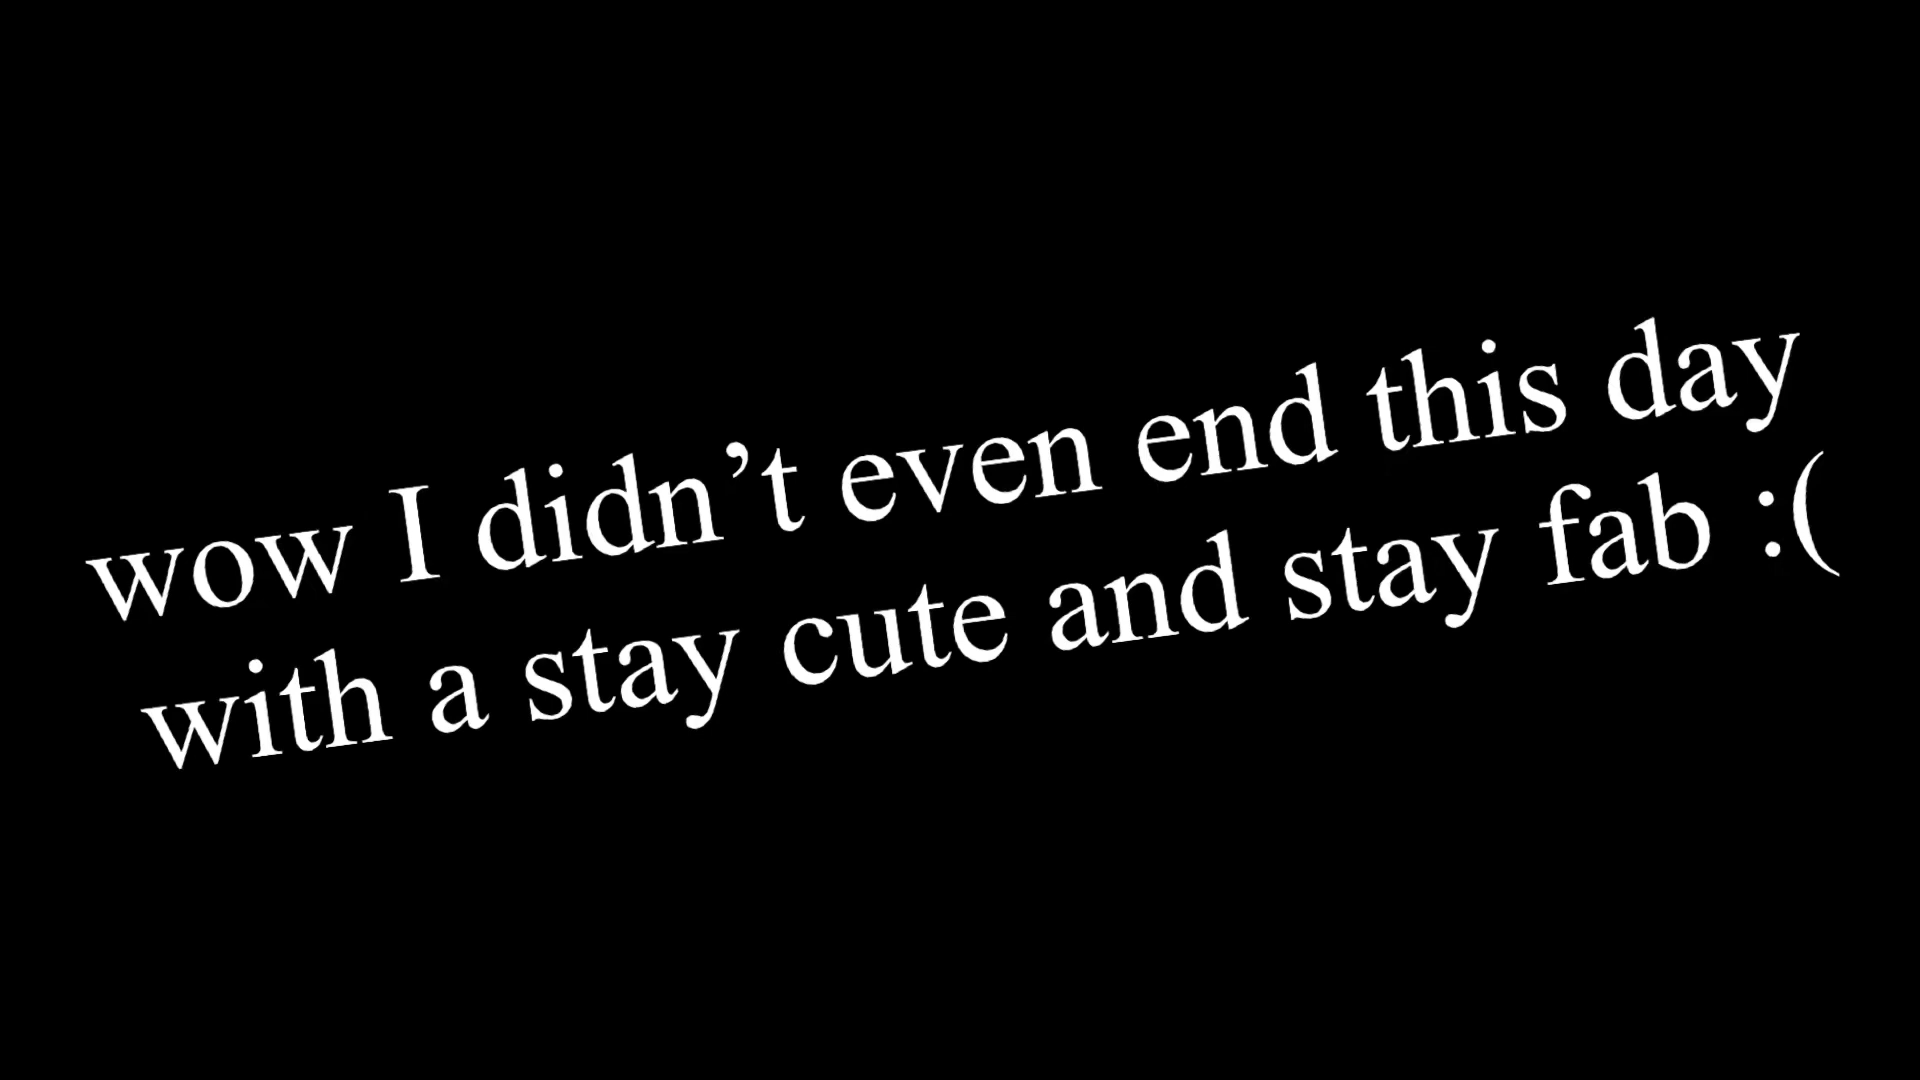 wow I didn’t even end this day
with a stay cute and stay fab :(